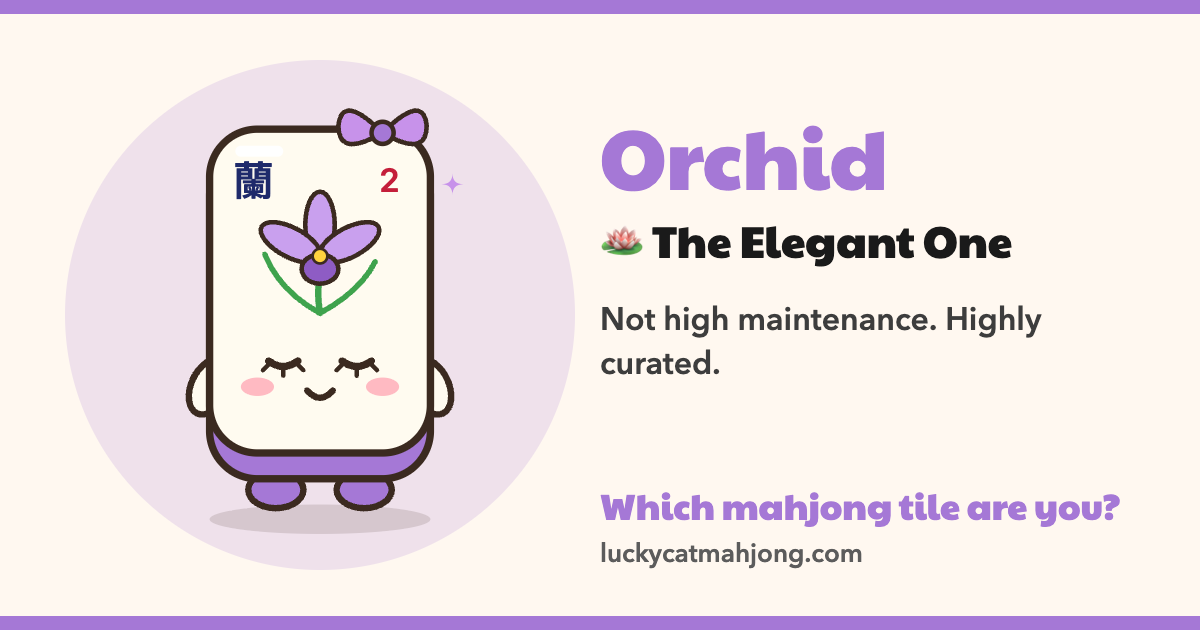 蘭 2
Orchid
🪷 The Elegant One
Not high maintenance. Highly
curated.
Which mahjong tile are you?
luckycatmahjong.com